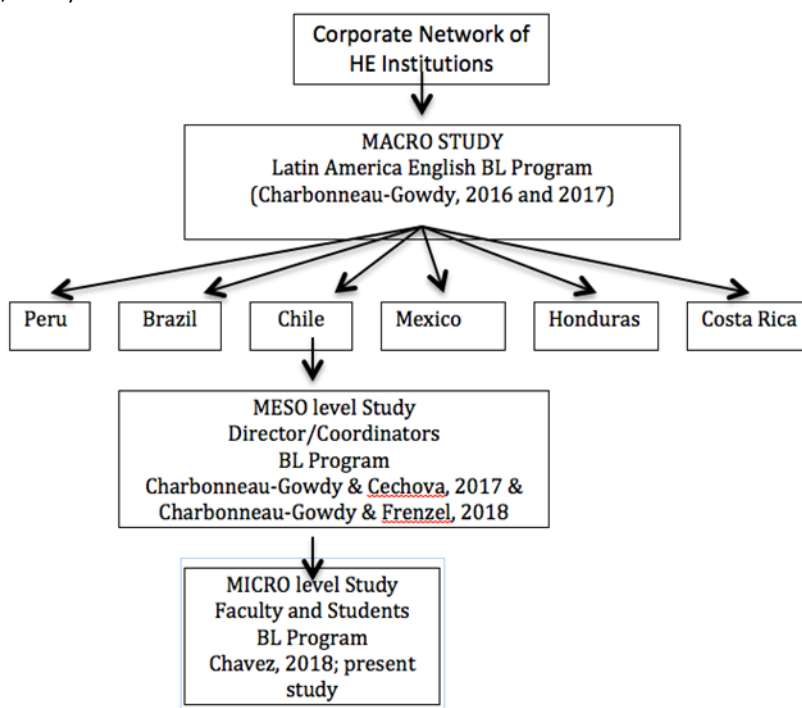 Corporate Network of
HE Institutions
MACRO STUDY
Latin America English BL Program
(Charbonneau-Gowdy, 2016 and 2017)
Peru
Brazil
Chile
Mexico
Honduras
Costa Rica
MESO level Study
Director/Coordinators
BL Program
Charbonneau-Gowdy & Cechova, 2017 &
Charbonneau-Gowdy & Frenzel, 2018
MICRO level Study
Faculty and Students
BL Program
Chavez, 2018; present
study